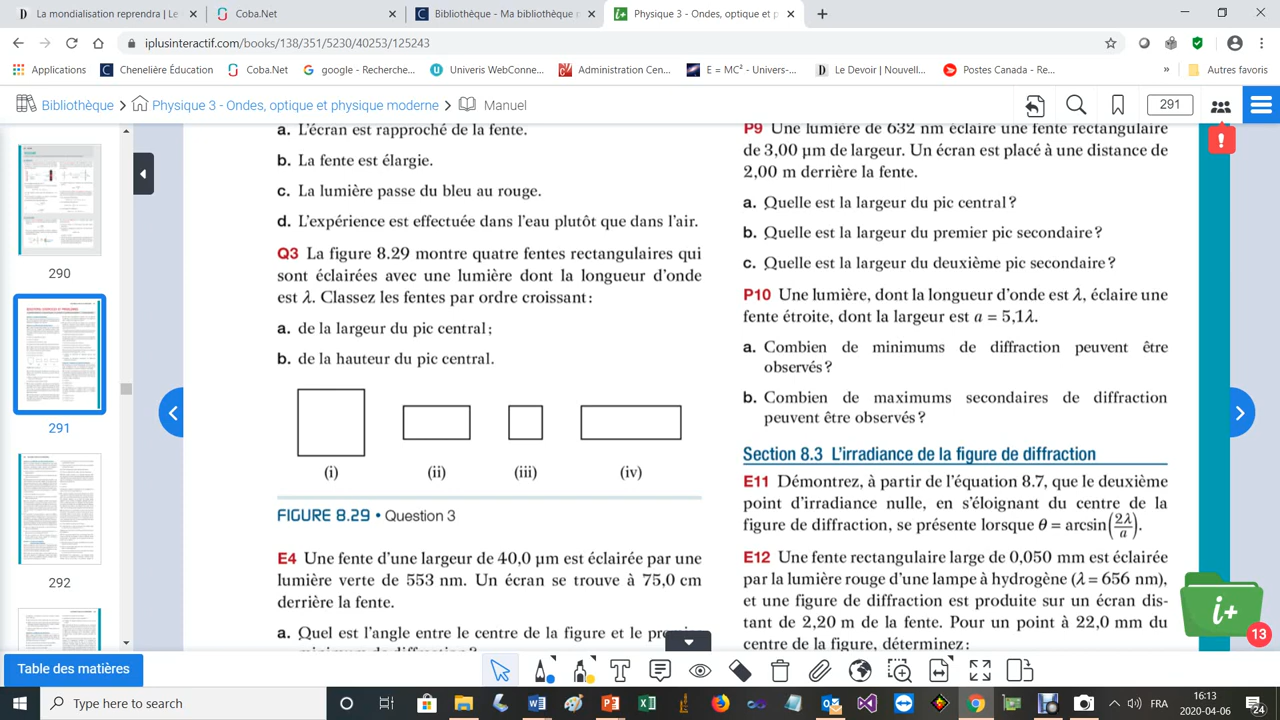 rendezvousdprojection | Le
Coba.Net
Bibliothèque - Ma bibliothèque n
Physique 3 - Ondes, optique et p
iplusinteractif.com/books/138/351/5230/40253/125243
Applications
Chenelière Éducation
Coba.Net
google - Recherche...
Univeris WebConne...
Administration Cen...
E = MC² - Univers-...
Le Devoir | Nouvell...
Postes Canada - Re...
»
Autres favoris
Bibliothèque
Physique 3 - Ondes, optique et physique moderne
Manuel
291
290
291
292
a. L'écran est rapproché de la fente.
b. La fente est élargie.
c. La lumière passe du bleu au rouge.
d. L'expérience est effectuée dans l'eau plutôt que dans l'air.
Q3 La figure 8.29 montre quatre fentes rectangulaires qui
sont éclairées avec une lumière dont la longueur d'onde
est λ. Classez les fentes par ordre croissant:
a. de la largeur du pic central;
b. de la hauteur du pic central.
(i) (ii) (iii) (iv)
FIGURE 8.29 • Question 3
E4 Une fente d'une largeur de 40,0 µm est éclairée par une
lumière verte de 553 nm. Un écran se trouve à 75,0 cm
derrière la fente.
a. Quel est l'angle entre le centre de la figure et le premier
minimum de diffraction?
P9 Une lumière de 632 nm éclaire une fente rectangulaire
de 3,00 µm de largeur. Un écran est placé à une distance de
2,00 m derrière la fente.
a. Quelle est la largeur du pic central?
b. Quelle est la largeur du premier pic secondaire?
c. Quelle est la largeur du deuxième pic secondaire?
P10 Une lumière, dont la longueur d'onde est λ, éclaire une
fente étroite, dont la largeur est a = 5,1λ.
a. Combien de minimums de diffraction peuvent être
observés?
b. Combien de maximums secondaires de diffraction
peuvent être observés?
Section 8.3 L'irradiance de la figure de diffraction
E11 Démontrez, à partir de l'équation 8.7, que le deuxième
point d'irradiance nulle, en s'éloignant du centre de la
figure de diffraction, se présente lorsque θ = arcsin(2λ/a).
E12 Une fente rectangulaire large de 0,050 mm est éclairée
par la lumière rouge d'une lampe à hydrogène (λ = 656 nm),
et une figure de diffraction est produite sur un écran dis-
tant de 2,20 m de la fente. Pour un point à 22,0 mm du
centre de la figure, déterminez:
i+
13
Table des matières
Type here to search
FR
16:13
2020-04-06
24